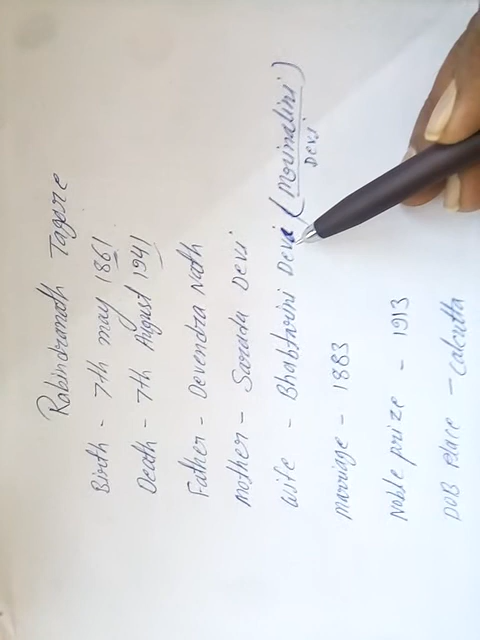 Rabindranath Tagore
Birth - 7th may 1861
Death - 7th August 1941
Father - Devendra Nath
Mother - Sarada Devi
Wife - Bhabtarini Devi (Mrinalini Devi)
Marriage - 1883
Noble prize - 1913
DOB Place - Calcutta